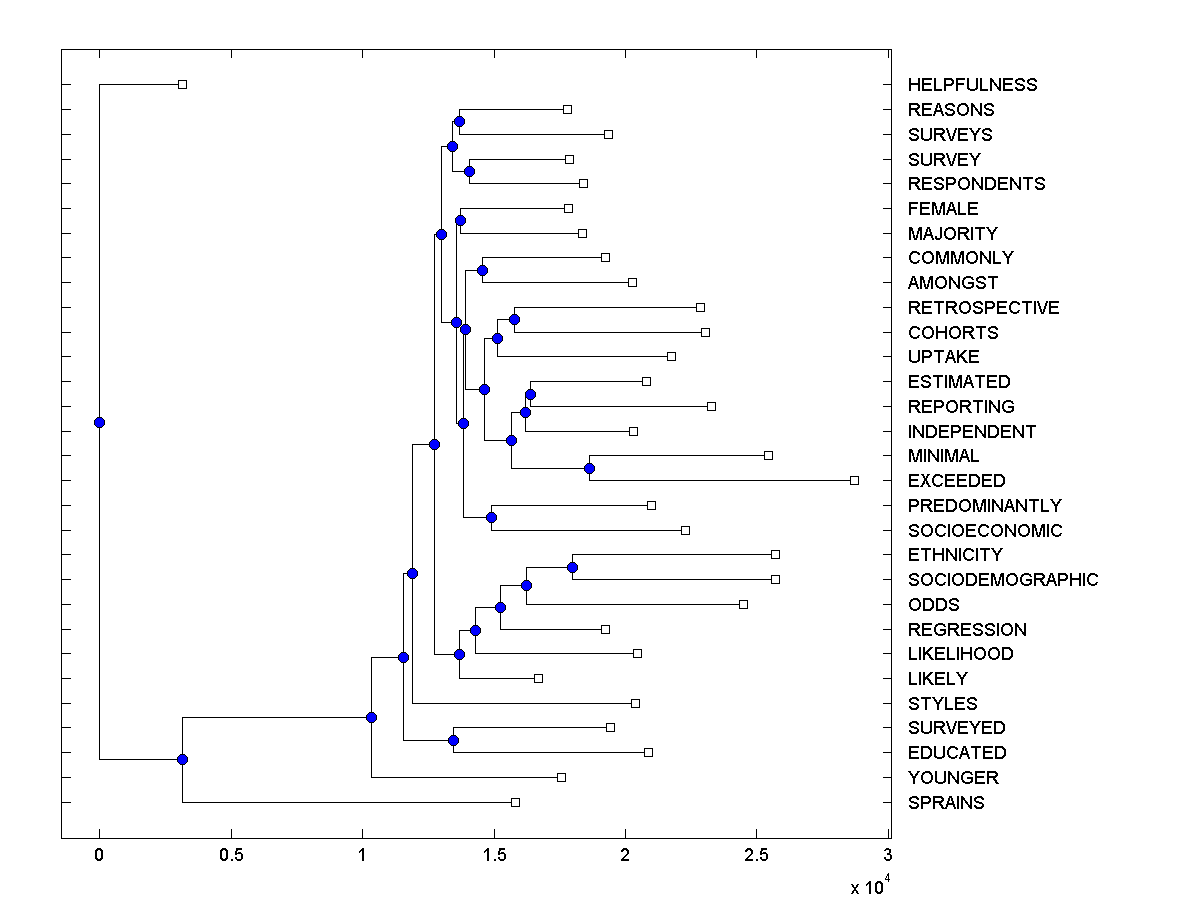 HELPFULNESS
REASONS
SURVEYS
SURVEY
RESPONDENTS
FEMALE
MAJORITY
COMMONLY
AMONGST
RETROSPECTIVE
COHORTS
UPTAKE
ESTIMATED
REPORTING
INDEPENDENT
MINIMAL
EXCEEDED
PREDOMINANTLY
SOCIOECONOMIC
ETHNICITY
SOCIODEMOGRAPHIC
ODDS
REGRESSION
LIKELIHOOD
LIKELY
STYLES
SURVEYED
EDUCATED
YOUNGER
SPRAINS
0 0.5 1 1.5 2 2.5 3
x 10^4